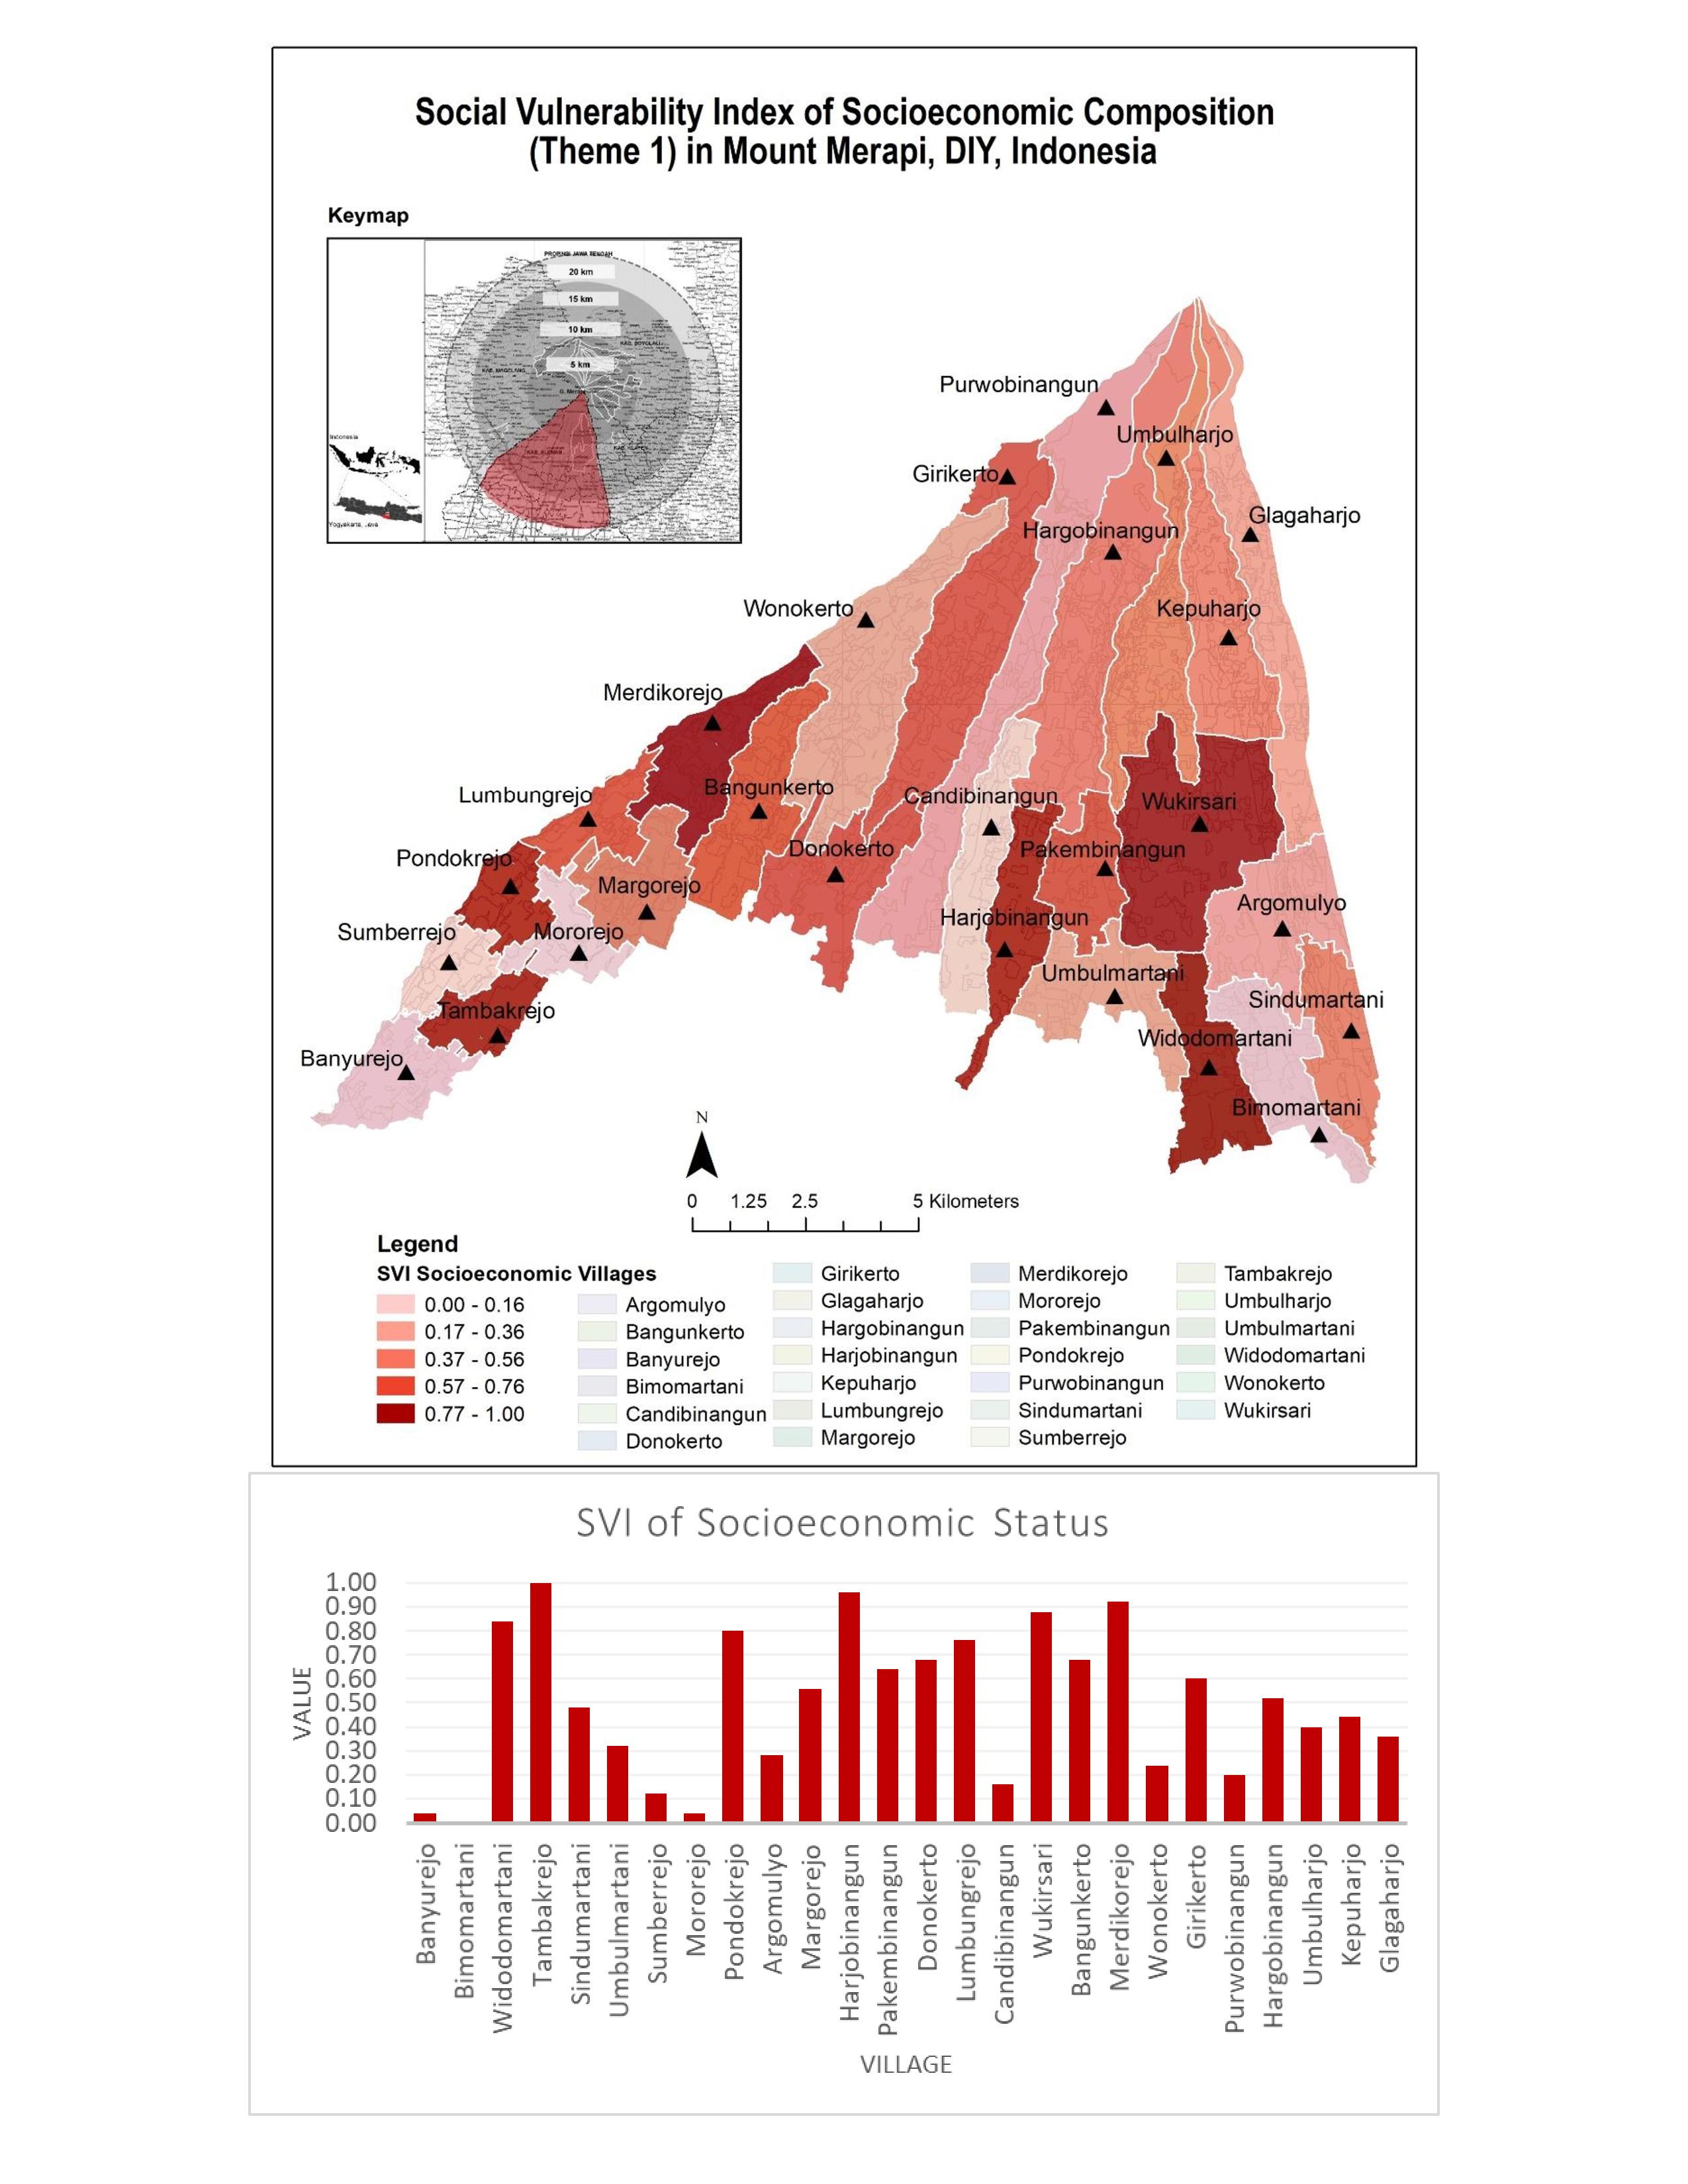 Social Vulnerability Index of Socioeconomic Composition
(Theme 1) in Mount Merapi, DIY, Indonesia
Keymap
PROPINSI JAWA TENGAH
20 km
15 km
10 km
5 km
KAB. BOYOLALI
KAB. MAGELANG
G. Merapi
KAB. SLEMAN
Indonesia
Yogyakarta, Java
Purwobinangun
Umbulharjo
Girikerto
Glagaharjo
Hargobinangun
Wonokerto
Kepuharjo
Merdikorejo
Bangunkerto
Lumbungrejo
Candibinangun
Wukirsari
Donokerto
Pakembinangun
Pondokrejo
Margorejo
Argomulyo
Harjobinangun
Sumberrejo
Mororejo
Umbulmartani
Sindumartani
Tambakrejo
Widodomartani
Banyurejo
Bimomartani
N
0 1.25 2.5 5 Kilometers
Legend
SVI Socioeconomic Villages
0.00 - 0.16
0.17 - 0.36
0.37 - 0.56
0.57 - 0.76
0.77 - 1.00
Argomulyo
Bangunkerto
Banyurejo
Bimomartani
Candibinangun
Donokerto
Girikerto
Glagaharjo
Hargobinangun
Harjobinangun
Kepuharjo
Lumbungrejo
Margorejo
Merdikorejo
Mororejo
Pakembinangun
Pondokrejo
Purwobinangun
Sindumartani
Sumberrejo
Tambakrejo
Umbulharjo
Umbulmartani
Widodomartani
Wonokerto
Wukirsari
SVI of Socioeconomic Status
VALUE
1.00
0.90
0.80
0.70
0.60
0.50
0.40
0.30
0.20
0.10
0.00
Banyurejo
Bimomartani
Widodomartani
Tambakrejo
Sindumartani
Umbulmartani
Sumberrejo
Mororejo
Pondokrejo
Argomulyo
Margorejo
Harjobinangun
Pakembinangun
Donokerto
Lumbungrejo
Candibinangun
Wukirsari
Bangunkerto
Merdikorejo
Wonokerto
Girikerto
Purwobinangun
Hargobinangun
Umbulharjo
Kepuharjo
Glagaharjo
VILLAGE